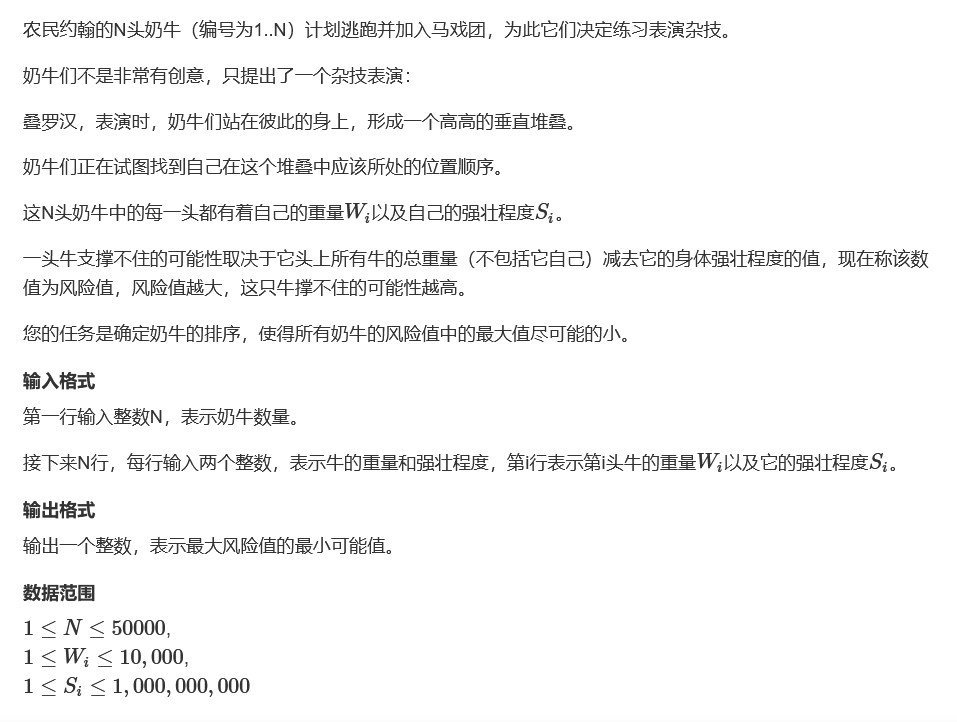 农民约翰的N头奶牛（编号为1..N）计划逃跑并加入马戏团，为此它们决定练习表演杂技。
奶牛们不是非常有创意，只提出了一个杂技表演：
叠罗汉，表演时，奶牛们站在彼此的身上，形成一个高高的垂直堆叠。
奶牛们正在试图找到自己在这个堆叠中应该所处的位置顺序。
这N头奶牛中的每一头都有着自己的重量W_i以及自己的强壮程度S_i。
一头牛支撑不住的可能性取决于它头上所有牛的总重量（不包括它自己）减去它的身体强壮程度的值，现在称该数
值为风险值，风险值越大，这只牛撑不住的可能性越高。
您的任务是确定奶牛的排序，使得所有奶牛的风险值中的最大值尽可能的小。
输入格式
第一行输入整数N，表示奶牛数量。
接下来N行，每行输入两个整数，表示牛的重量和强壮程度，第i行表示第i头牛的重量W_i以及它的强壮程度S_i。
输出格式
输出一个整数，表示最大风险值的最小可能值。
数据范围
1 ≤ N ≤ 50000,
1 ≤ W_i ≤ 10,000,
1 ≤ S_i ≤ 1,000,000,000